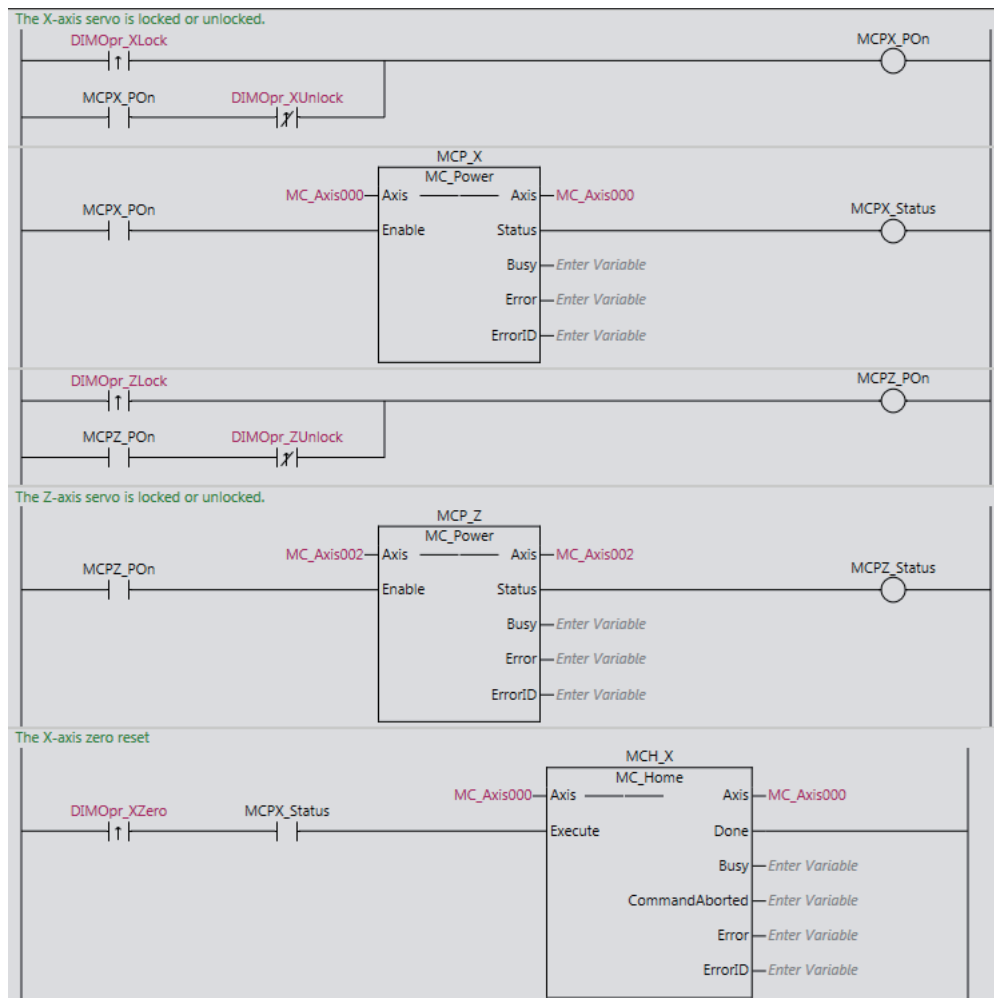 The X-axis servo is locked or unlocked.
DIMOpr_XLock
MCPX_POn
MCPX_POn
DIMOpr_XUnlock
MCP_X
MC_Power
MC_Axis000
Axis
Axis
MC_Axis000
MCPX_POn
MCPX_Status
Enable
Status
Busy
Enter Variable
Error
Enter Variable
ErrorID
Enter Variable
DIMOpr_ZLock
MCPZ_POn
MCPZ_POn
DIMOpr_ZUnlock
The Z-axis servo is locked or unlocked.
MCP_Z
MC_Power
MC_Axis002
Axis
Axis
MC_Axis002
MCPZ_POn
MCPZ_Status
Enable
Status
Busy
Enter Variable
Error
Enter Variable
ErrorID
Enter Variable
The X-axis zero reset
MCH_X
MC_Home
MC_Axis000
Axis
Axis
MC_Axis000
DIMOpr_XZero
MCPX_Status
Execute
Done
Busy
Enter Variable
CommandAborted
Enter Variable
Error
Enter Variable
ErrorID
Enter Variable